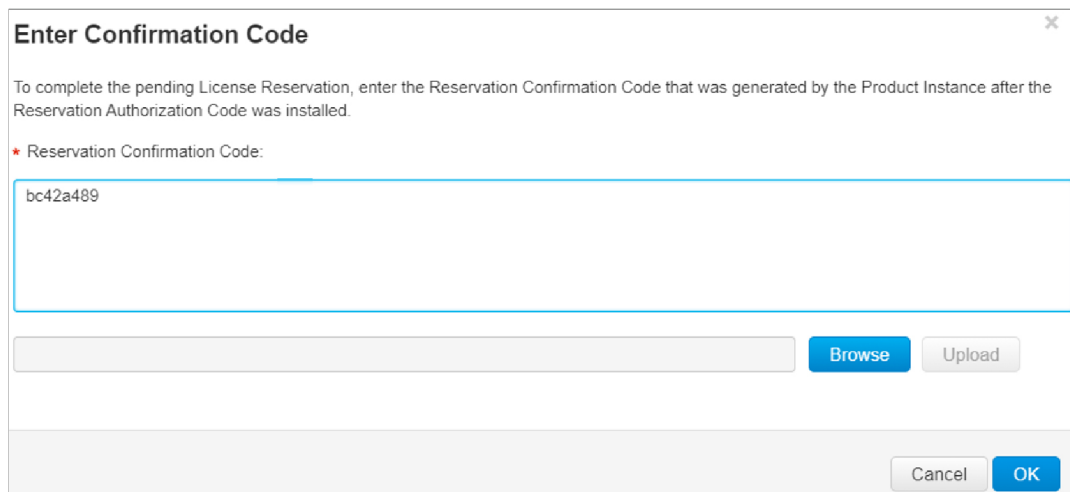 Enter Confirmation Code
×
To complete the pending License Reservation, enter the Reservation Confirmation Code that was generated by the Product Instance after the
Reservation Authorization Code was installed.
* Reservation Confirmation Code:
bc42a489
Browse Upload
Cancel OK